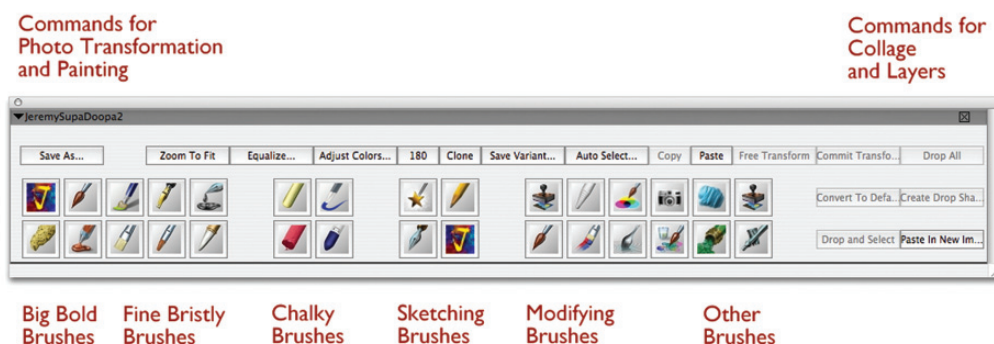 Commands for
Photo Transformation
and Painting
Commands for
Collage
and Layers
JeremySupaDoopa2
Save As...
Zoom To Fit
Equalize...
Adjust Colors...
180
Clone
Save Variant...
Auto Select...
Copy
Paste
Free Transform
Commit Transfo...
Drop All
Convert To Defa...
Create Drop Sha...
Drop and Select
Paste In New Im...
Big Bold
Brushes
Fine Bristly
Brushes
Chalky
Brushes
Sketching
Brushes
Modifying
Brushes
Other
Brushes